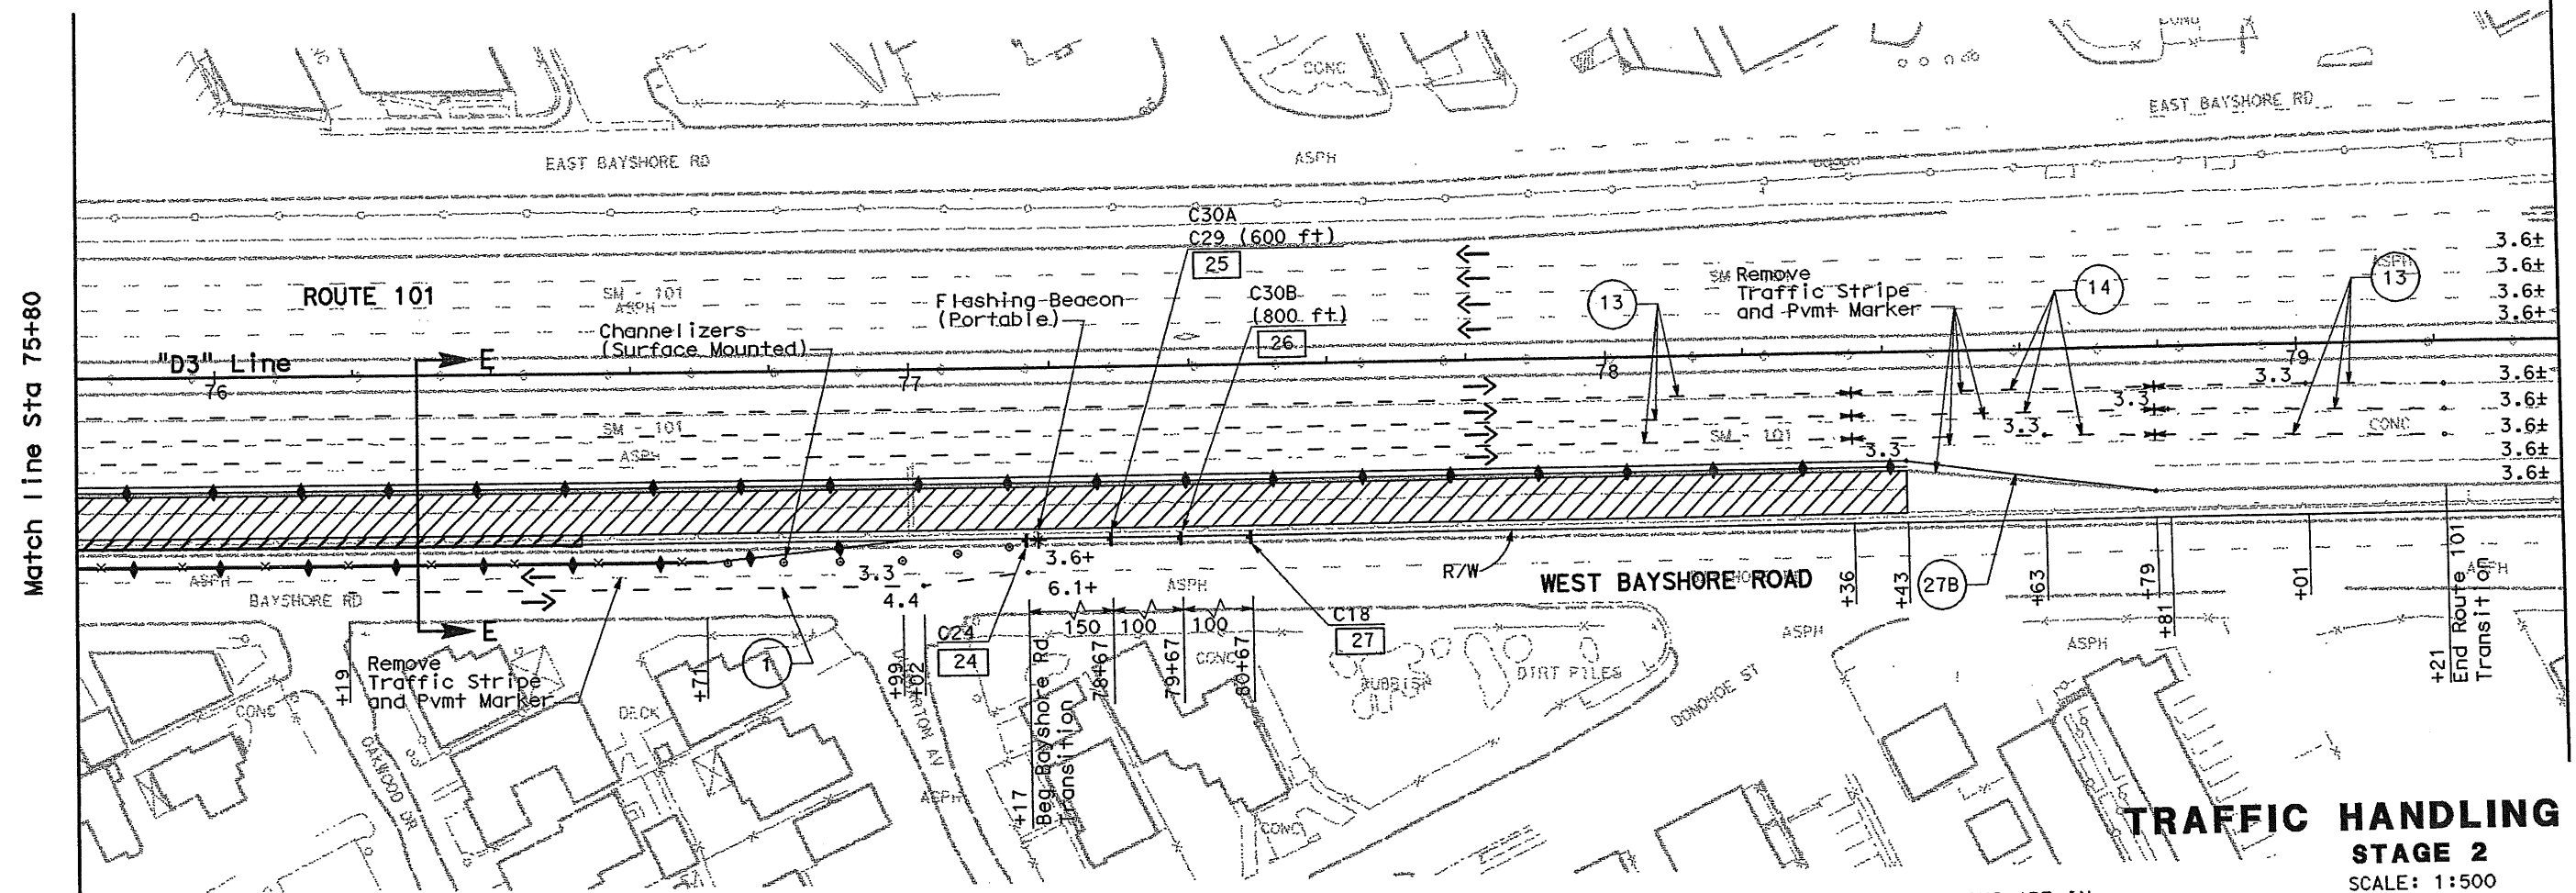 CONC
EAST BAYSHORE RD
EAST BAYSHORE RD
ASPH
C30A
C29 (600 ft)
25
C30B
(800 ft)
26
ROUTE 101
SM - 101
ASPH
Flashing Beacon
(Portable)
Channelizers
(Surface Mounted)
13
SM
Remove
Traffic Stripe
and Pvmt Marker
14
ASPH
13
3.6±
3.6±
3.6±
3.6+
"D3" Line
E
76
77
78
79
3.3
3.3
3.3
3.3
3.6±
3.6±
3.6±
3.6±
3.6±
SM - 101
ASPH
SM - 101
CONC
Match line Sta 75+80
ASPH
BAYSHORE RD
3.3
4.4
3.6+
6.1+
ASPH
R/W
WEST BAYSHORE ROAD
27B
ASPH
E
150
100
100
C24
24
C18
27
1
Remove
Traffic Stripe
and Pvmt Marker
+19
+71
+99
+02
+17
Beg Bayshore Rd
Transition
78+67
79+67
80+67
+36
+43
+63
+79
+81
+01
+21
End Route 101
Transition
CONC
OAKWOOD DR
DECK
ASPH
CONC
CONC
RUBBISH
DIRT PILES
DONOHOE ST
ASPH
ASPH
TRAFFIC HANDLING
STAGE 2
SCALE: 1:500